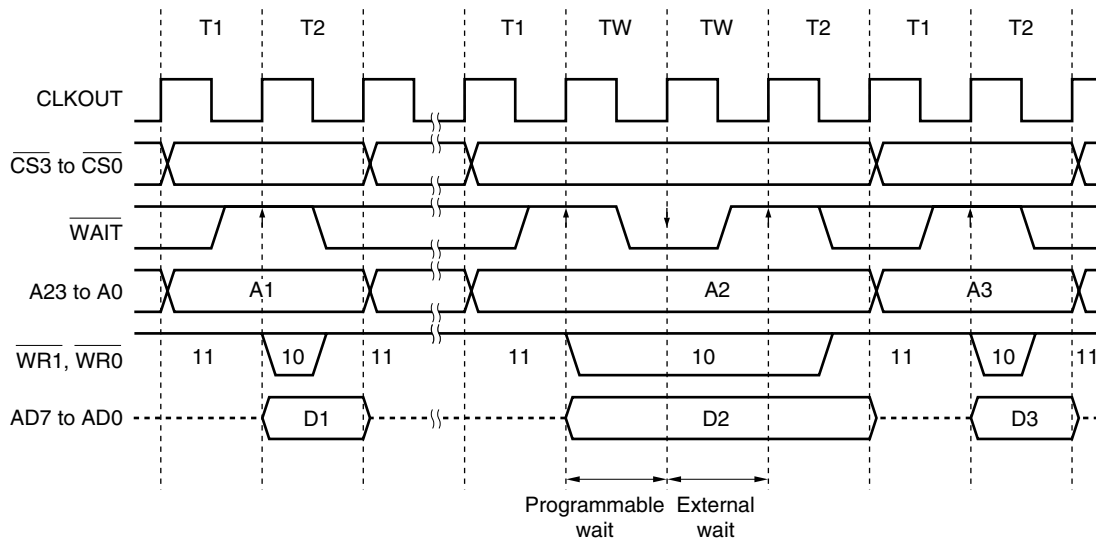 T1 T2 T1 TW TW T2 T1 T2
CLKOUT
CS3 to CS0
WAIT
A23 to A0 A1 A2 A3
WR1, WR0 11 10 11 11 10 11 10 11
AD7 to AD0 D1 D2 D3
Programmable External
wait wait